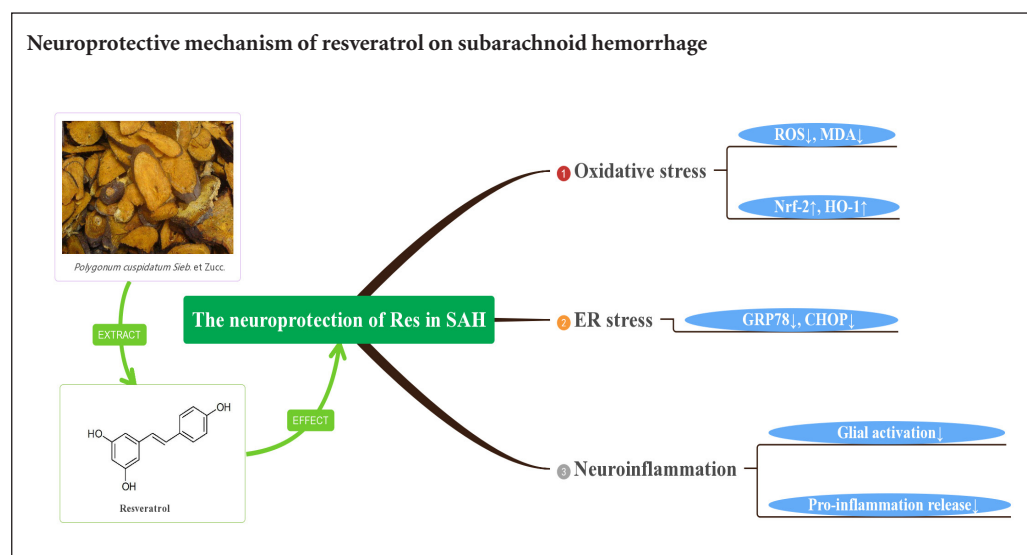 Neuroprotective mechanism of resveratrol on subarachnoid hemorrhage
Polygonum cuspidatum Sieb. et Zucc.
EXTRACT
HO
OH
OH
Resveratrol
EFFECT
The neuroprotection of Res in SAH
1 Oxidative stress
ROS↓, MDA↓
Nrf-2↑, HO-1↑
2 ER stress
GRP78↓, CHOP↓
3 Neuroinflammation
Glial activation↓
Pro-inflammation release↓